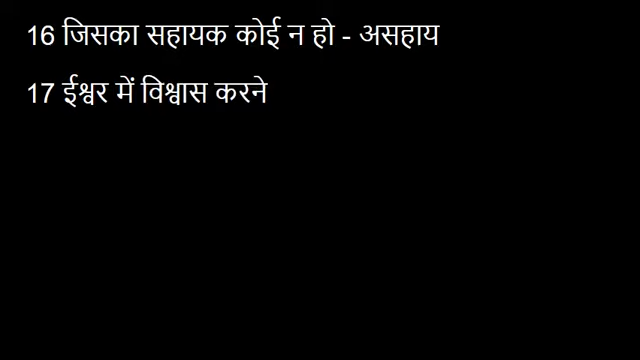 16 जिसका सहायक कोई न हो - असहाय
17 ईश्वर में विश्वास करने